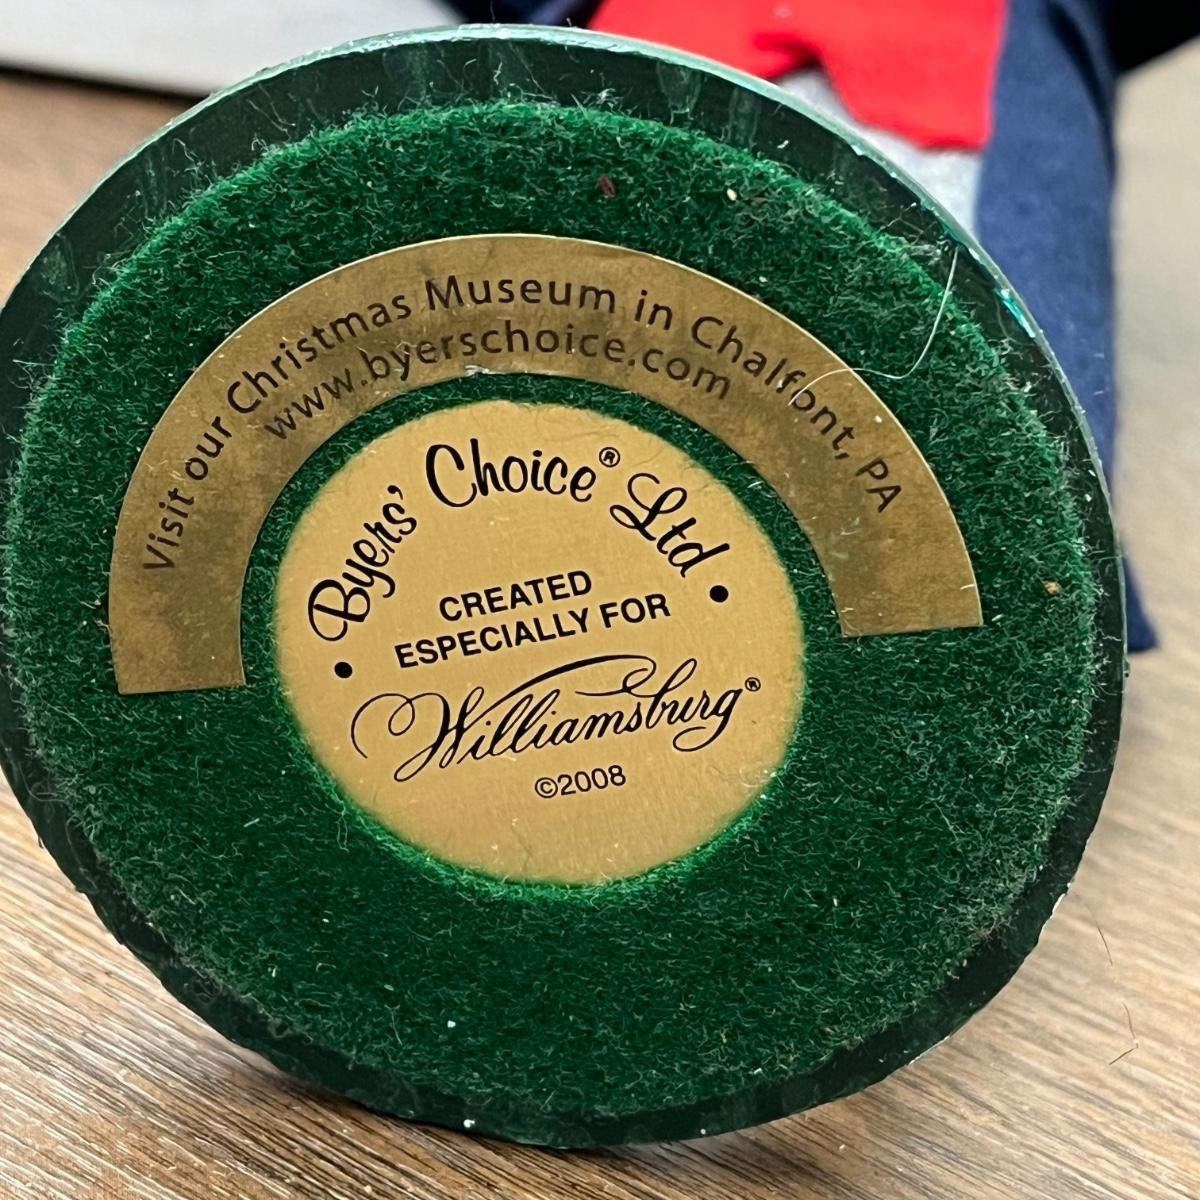 Visit our Christmas Museum in Chalfont, PA
www.byerschoice.com
Byers' Choice® Ltd
• CREATED •
ESPECIALLY FOR
Williamsburg®
©2008